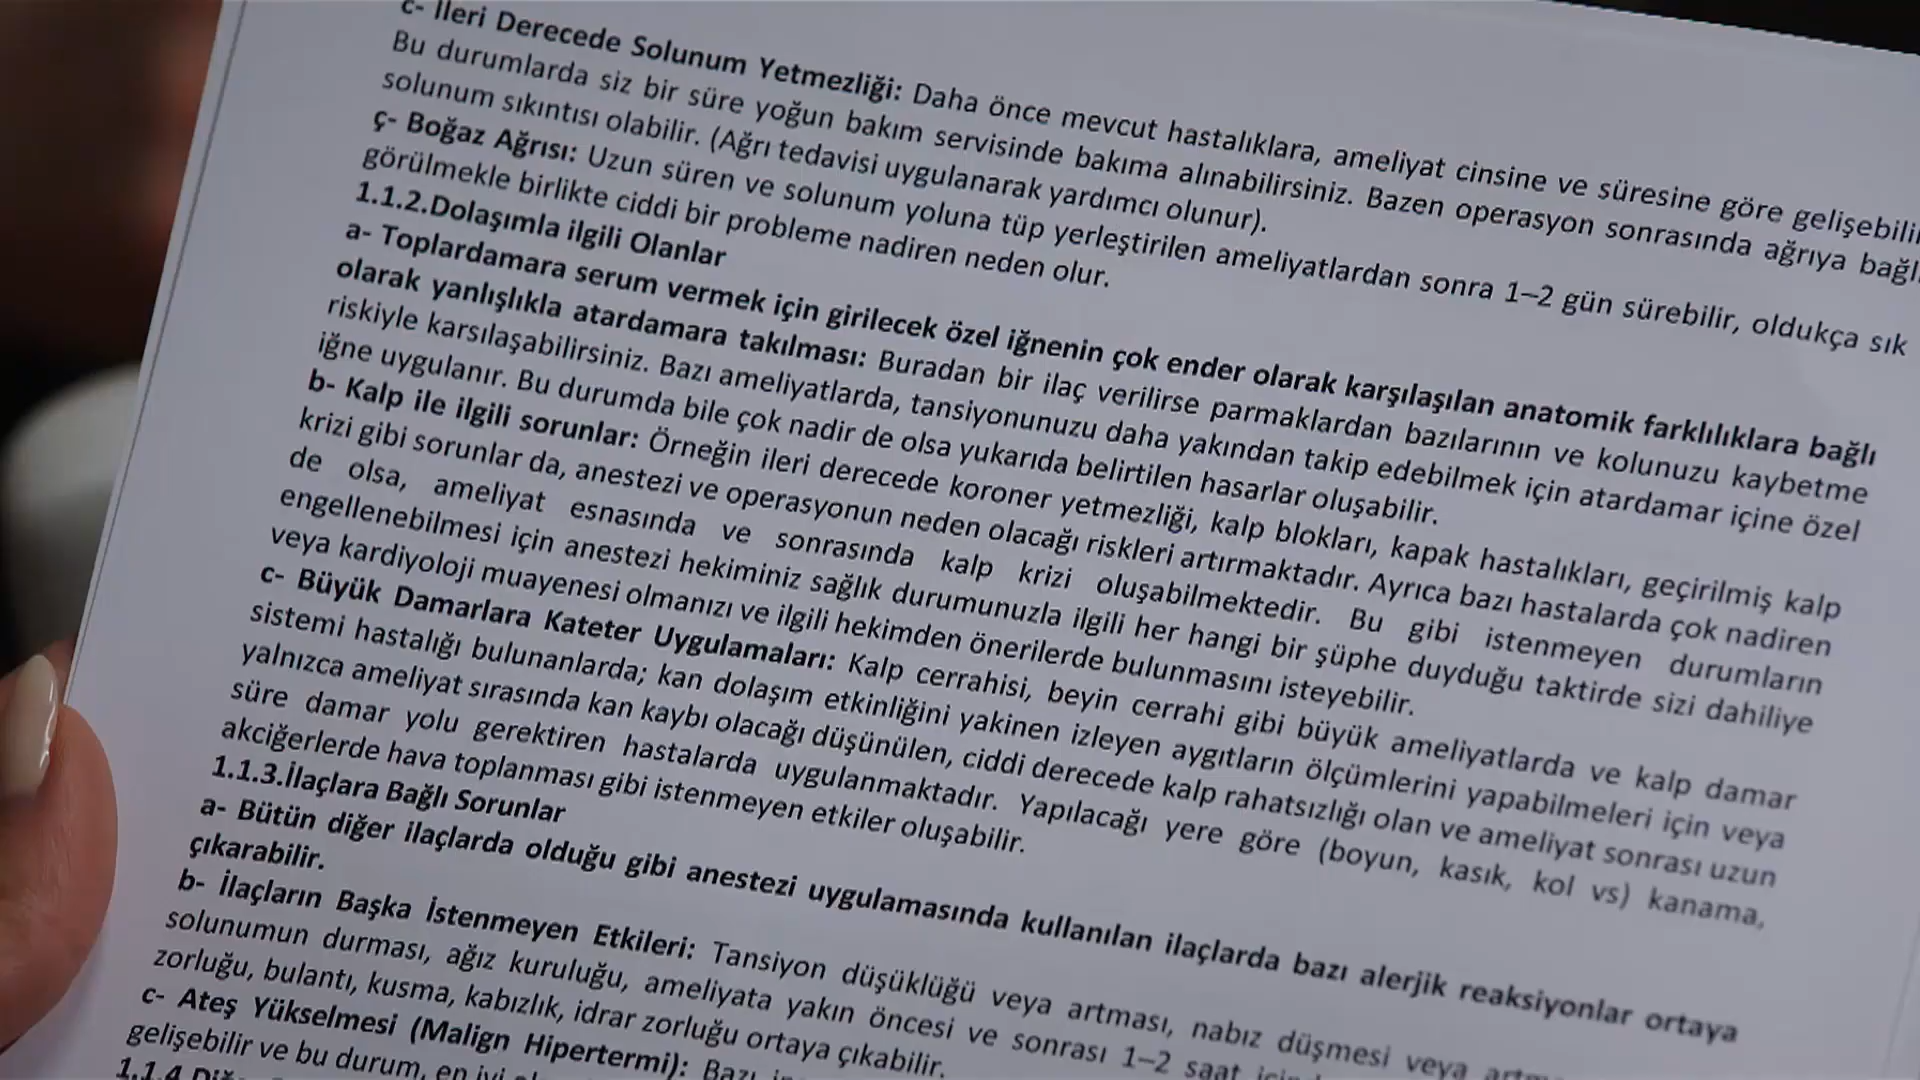 c- İleri Derecede Solunum Yetmezliği: Daha önce mevcut hastalıklara, ameliyat cinsine ve süresine göre gelişebilir
Bu durumlarda siz bir süre yoğun bakım servisinde bakıma alınabilirsiniz. Bazen operasyon sonrasında ağrıya bağlı
solunum sıkıntısı olabilir. (Ağrı tedavisi uygulanarak yardımcı olunur).
ç- Boğaz Ağrısı: Uzun süren ve solunum yoluna tüp yerleştirilen ameliyatlardan sonra 1–2 gün sürebilir, oldukça sık
görülmekle birlikte ciddi bir probleme nadiren neden olur.
1.1.2.Dolaşımla ilgili Olanlar
a- Toplardamara serum vermek için girilecek özel iğnenin çok ender olarak karşılaşılan anatomik farklılıklara bağlı
olarak yanlışlıkla atardamara takılması: Buradan bir ilaç verilirse parmaklardan bazılarının ve kolunuzu kaybetme
riskiyle karsılaşabilirsiniz. Bazı ameliyatlarda, tansiyonunuzu daha yakından takip edebilmek için atardamar içine özel
iğne uygulanır. Bu durumda bile çok nadir de olsa yukarıda belirtilen hasarlar oluşabilir.
b- Kalp ile ilgili sorunlar: Örneğin ileri derecede koroner yetmezliği, kalp blokları, kapak hastalıkları, geçirilmiş kalp
krizi gibi sorunlar da, anestezi ve operasyonun neden olacağı riskleri artırmaktadır. Ayrıca bazı hastalarda çok nadiren
de olsa, ameliyat esnasında ve sonrasında kalp krizi oluşabilmektedir. Bu gibi istenmeyen durumların
engellenebilmesi için anestezi hekiminiz sağlık durumunuzla ilgili her hangi bir şüphe duyduğu taktirde sizi dahiliye
veya kardiyoloji muayenesi olmanızı ve ilgili hekimden önerilerde bulunmasını isteyebilir.
c- Büyük Damarlara Kateter Uygulamaları: Kalp cerrahisi, beyin cerrahi gibi büyük ameliyatlarda ve kalp damar
sistemi hastalığı bulunanlarda; kan dolaşım etkinliğini yakinen izleyen aygıtların ölçümlerini yapabilmeleri için veya
yalnızca ameliyat sırasında kan kaybı olacağı düşünülen, ciddi derecede kalp rahatsızlığı olan ve ameliyat sonrası uzun
süre damar yolu gerektiren hastalarda uygulanmaktadır. Yapılacağı yere göre (boyun, kasık, kol vs) kanama,
akciğerlerde hava toplanması gibi istenmeyen etkiler oluşabilir.
1.1.3.İlaçlara Bağlı Sorunlar
a- Bütün diğer ilaçlarda olduğu gibi anestezi uygulamasında kullanılan ilaçlarda bazı alerjik reaksiyonlar ortaya
çıkarabilir.
b- İlaçların Başka İstenmeyen Etkileri: Tansiyon düşüklüğü veya artması, nabız düşmesi veya
solunumun durması, ağız kuruluğu, ameliyata yakın öncesi ve sonrası 1–2 saat
zorluğu, bulantı, kusma, kabızlık, idrar zorluğu ortaya çıkabilir.
c- Ateş Yükselmesi (Malign Hipertermi): Bazı
gelişebilir ve bu durum, en iyi
1.1.4